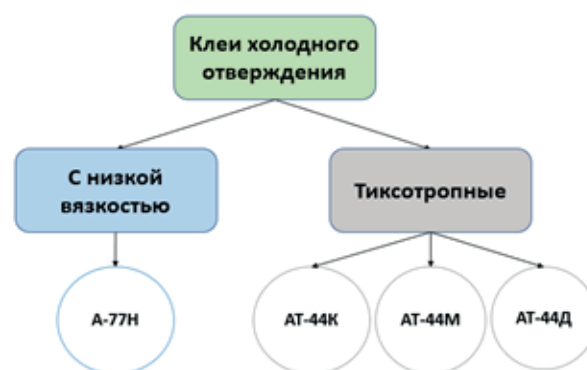 Клеи холодного
отверждения
С низкой
вязкостью
Тиксотропные
А-77Н
АТ-44К
АТ-44М
АТ-44Д